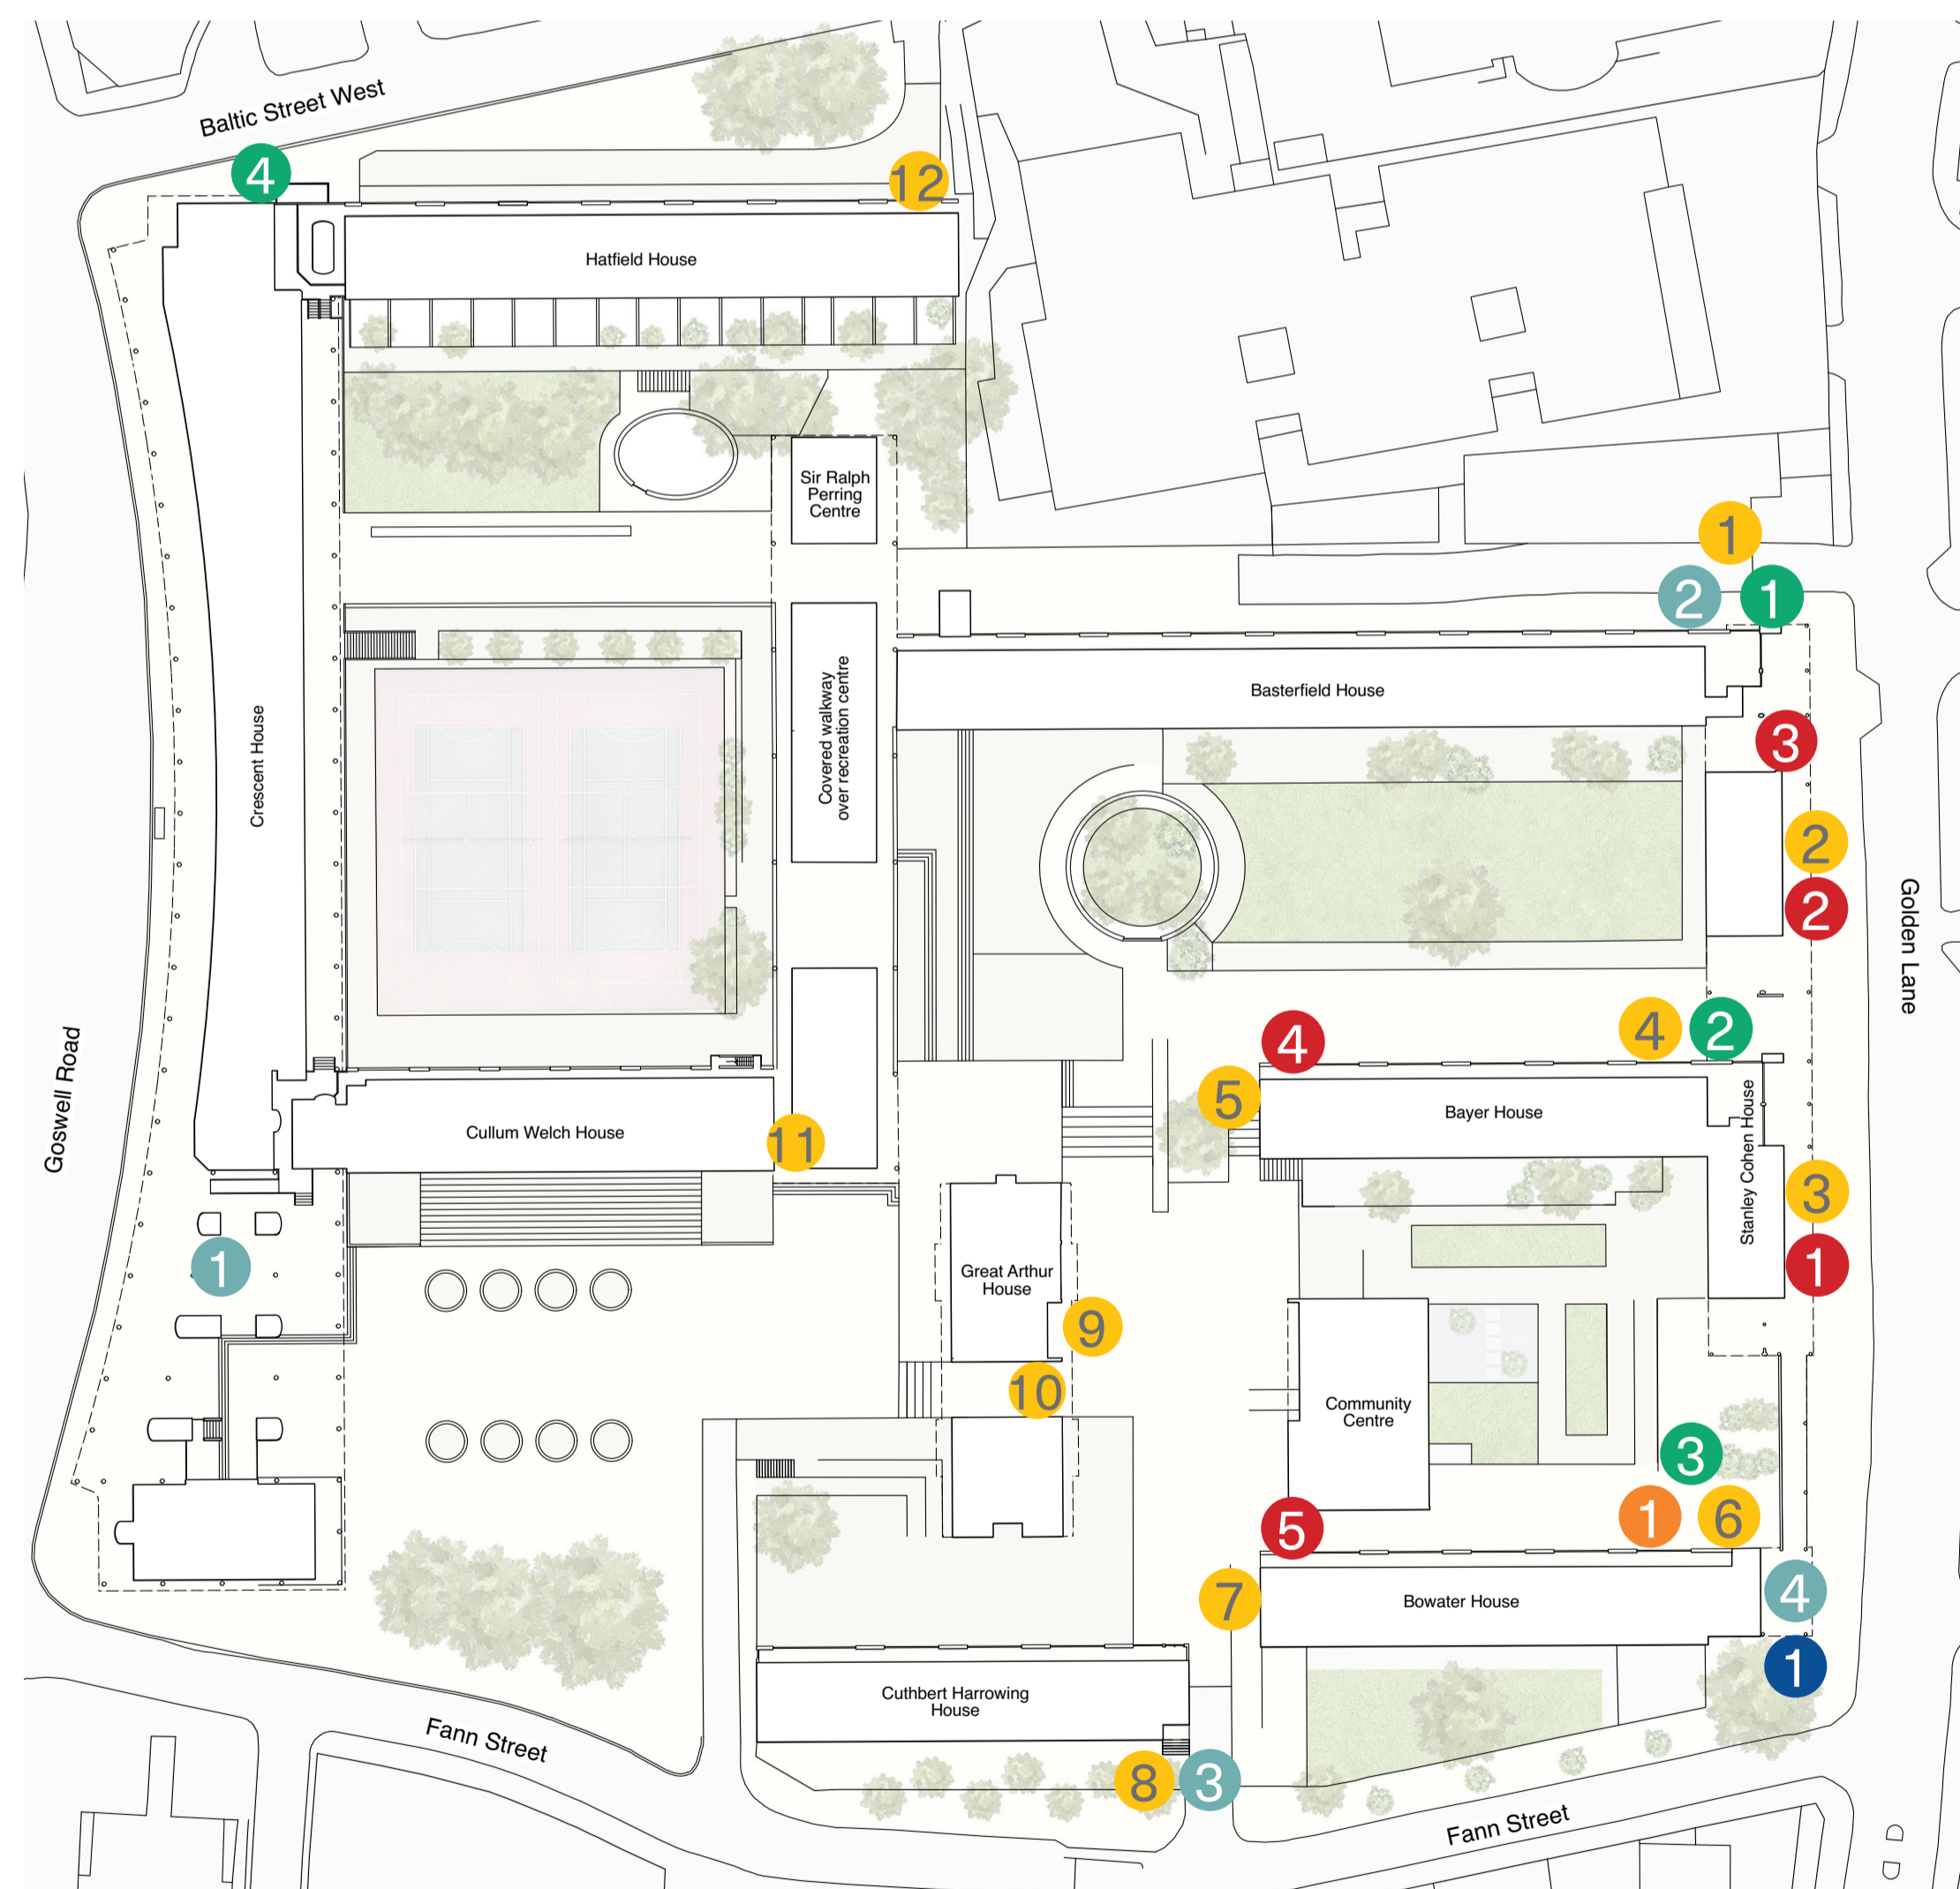 Baltic Street West
4
12
Hatfield House
Sir Ralph
Perring
Centre
1
2
1
Covered walkway
over recreation centre
Basterfield House
3
Crescent House
2
2
Golden Lane
4
2
4
5
Bayer House
Cullum Welch House
11
Goswell Road
Stanley Cohen House
3
1
1
Great Arthur
House
9
10
Community
Centre
3
1
6
5
7
Bowater House
4
1
Cuthbert Harrowing
House
Fann Street
8
3
Fann Street